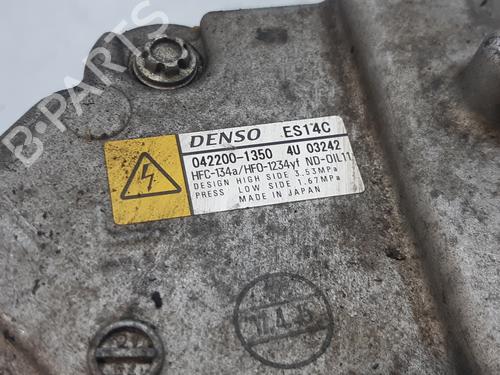 B-PARTS
DENSO ES14C
042200-1350 4U 03242
HFC-134a/HFO-1234yf ND-OIL11
DESIGN HIGH SIDE 3.53MPa
PRESS LOW SIDE 1.67MPa
MADE IN JAPAN